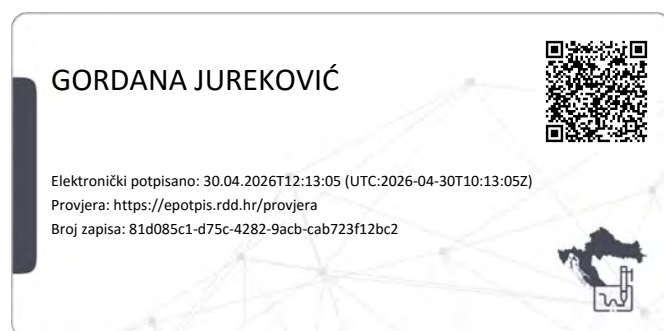 GORDANA JUREKOVIĆ
Elektronički potpisano: 30.04.2026T12:13:05 (UTC:2026-04-30T10:13:05Z)
Provjera: https://epotpis.rdd.hr/provjera
Broj zapisa: 81d085c1-d75c-4282-9acb-cab723f12bc2